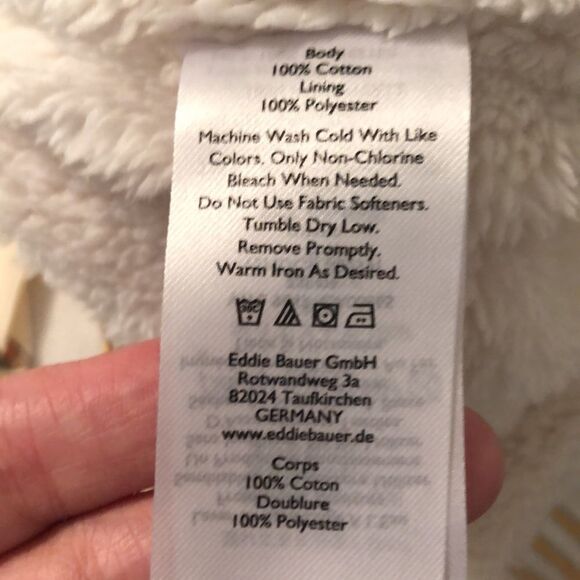 Body
100% Cotton
Lining
100% Polyester
Machine Wash Cold With Like
Colors. Only Non-Chlorine
Bleach When Needed.
Do Not Use Fabric Softeners.
Tumble Dry Low.
Remove Promptly.
Warm Iron As Desired.
30C
Eddie Bauer GmbH
Rotwandweg 3a
82024 Taufkirchen
GERMANY
www.eddiebauer.de
Corps
100% Coton
Doublure
100% Polyester